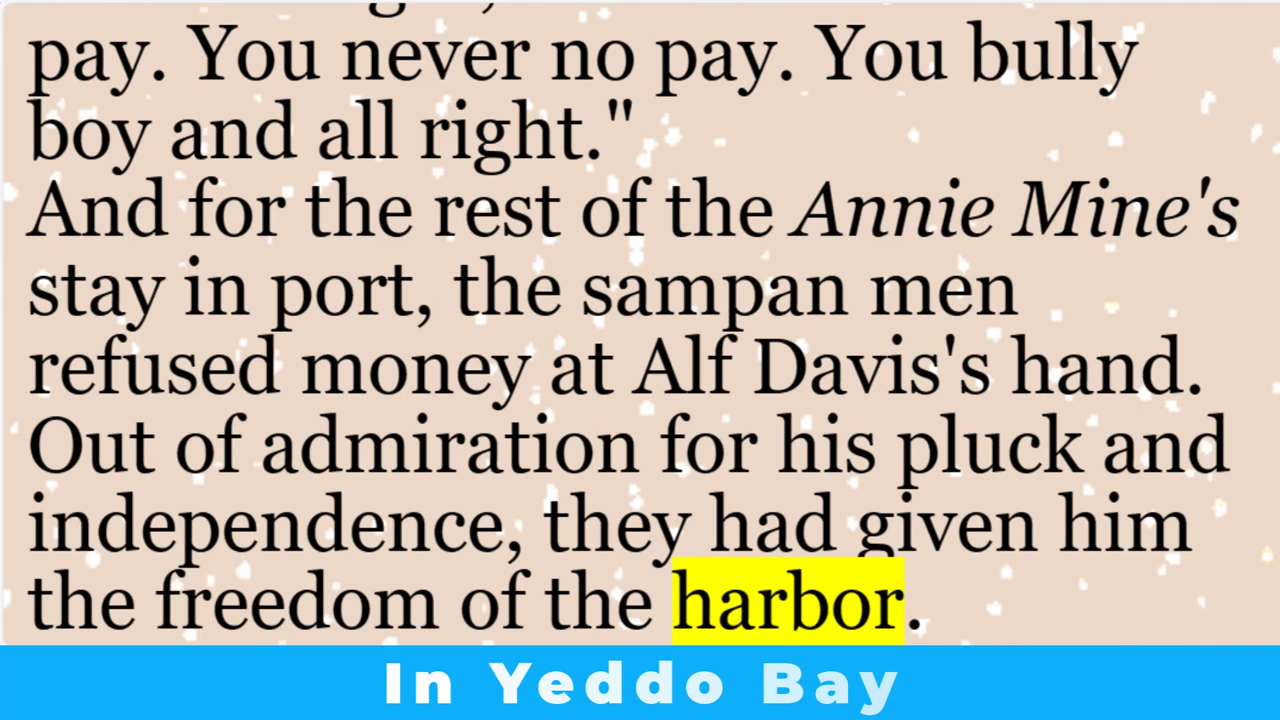 pay. You never no pay. You bully
boy and all right."
And for the rest of the Annie Mine's
stay in port, the sampan men
refused money at Alf Davis's hand.
Out of admiration for his pluck and
independence, they had given him
the freedom of the harbor.
In Yeddo Bay